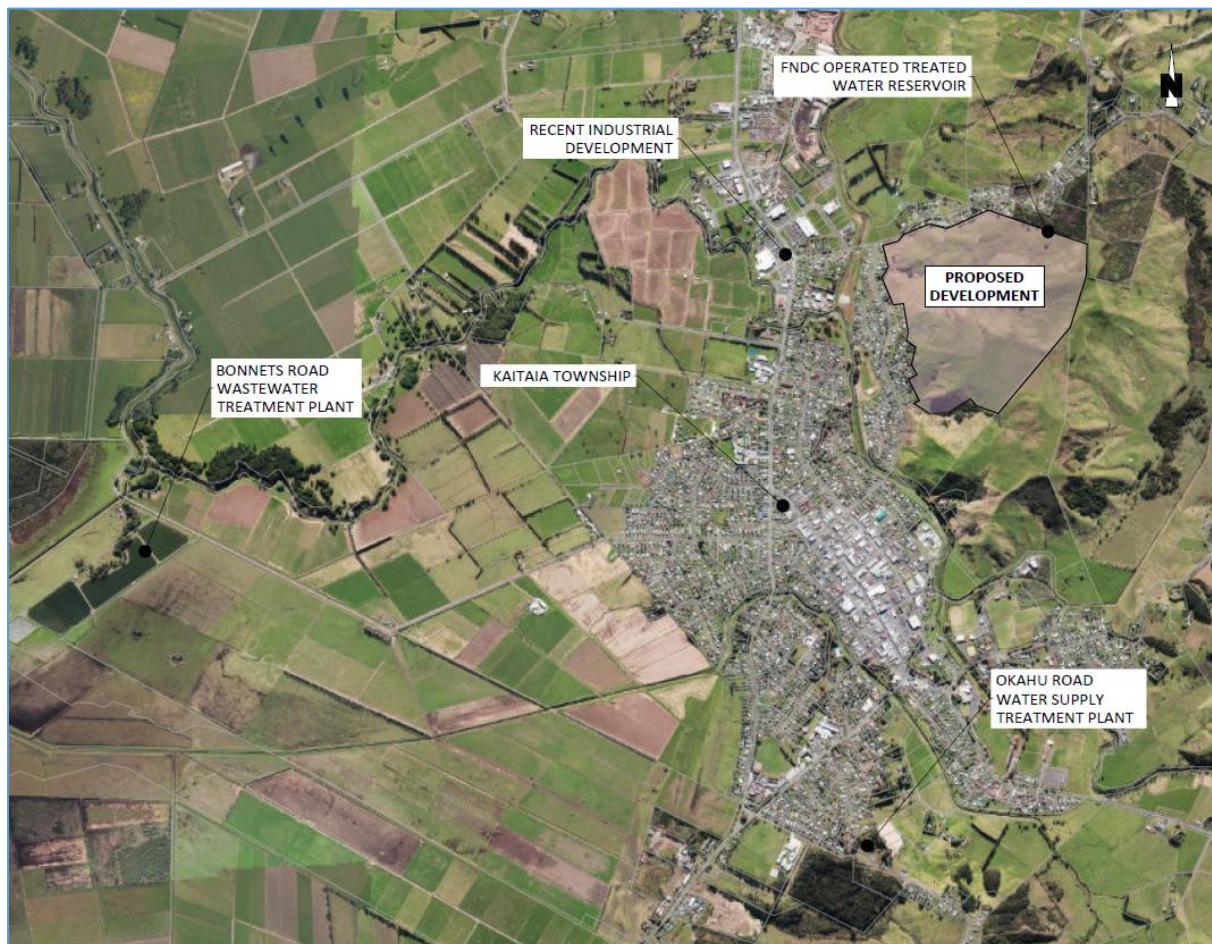 FNDC OPERATED TREATED
WATER RESERVOIR
N
RECENT INDUSTRIAL
DEVELOPMENT
PROPOSED
DEVELOPMENT
BONNETS ROAD
WASTEWATER
TREATMENT PLANT
KAITAIA TOWNSHIP
OKAHU ROAD
WATER SUPPLY
TREATMENT PLANT